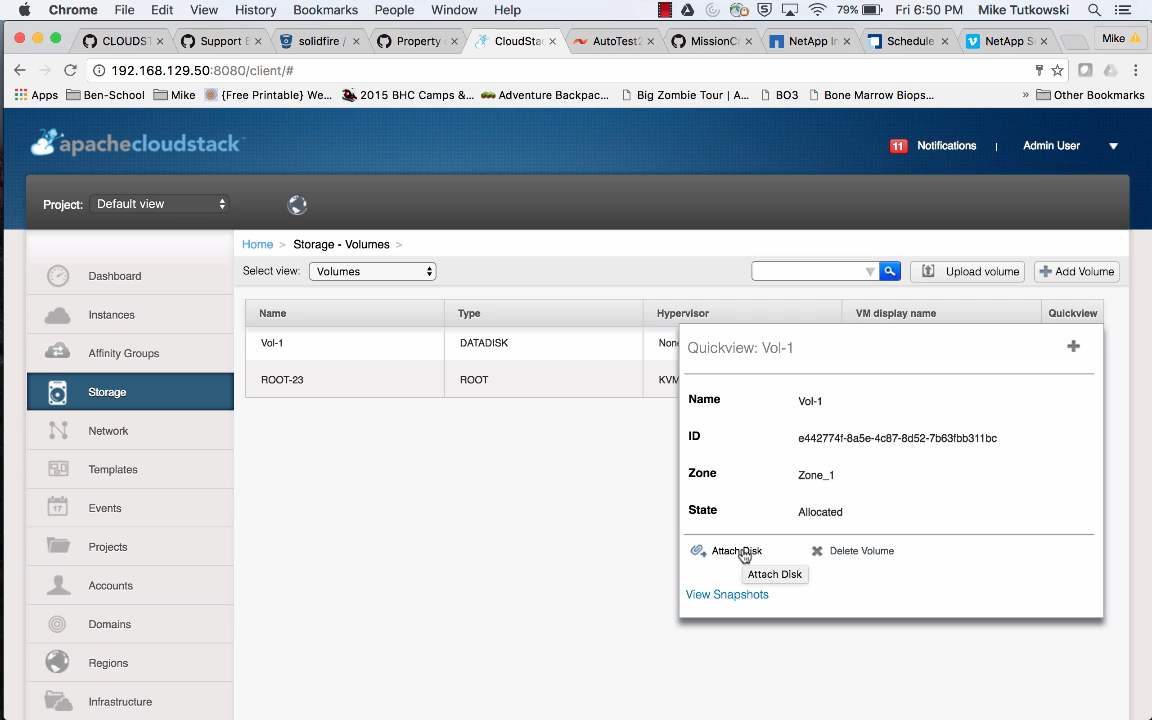 Chrome File Edit View History Bookmarks People Window Help 79% Fri 6:50 PM Mike Tutkowski
CLOUDST Support E solidfire / Property CloudStac AutoTest2 MissionCr NetApp In Schedule NetApp S Mike
192.168.129.50:8080/client/#
Apps Ben-School Mike {Free Printable} We... 2015 BHC Camps &... Adventure Backpac... Big Zombie Tour | A... BO3 Bone Marrow Biops... » Other Bookmarks
apachecloudstack
11 Notifications | Admin User
Project: Default view
Home > Storage - Volumes >
Select view: Volumes Upload volume Add Volume
Name Type Hypervisor VM display name Quickview
Vol-1 DATADISK Non
ROOT-23 ROOT KVM
Quickview: Vol-1
Name Vol-1
ID e442774f-8a5e-4c87-8d52-7b63fbb311bc
Zone Zone_1
State Allocated
Attach Disk Delete Volume
Attach Disk
View Snapshots
Dashboard
Instances
Affinity Groups
Storage
Network
Templates
17 Events
Projects
Accounts
Domains
Regions
Infrastructure